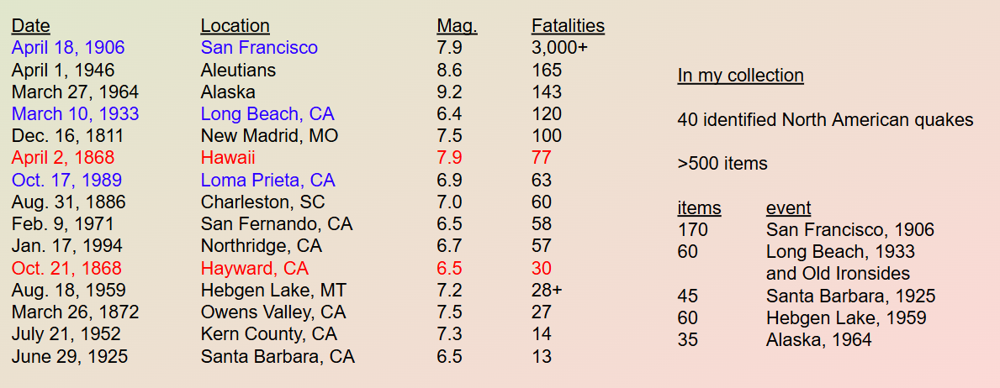 Date Location Mag. Fatalities
April 18, 1906 San Francisco 7.9 3,000+
April 1, 1946 Aleutians 8.6 165
March 27, 1964 Alaska 9.2 143
March 10, 1933 Long Beach, CA 6.4 120
Dec. 16, 1811 New Madrid, MO 7.5 100
April 2, 1868 Hawaii 7.9 77
Oct. 17, 1989 Loma Prieta, CA 6.9 63
Aug. 31, 1886 Charleston, SC 7.0 60
Feb. 9, 1971 San Fernando, CA 6.5 58
Jan. 17, 1994 Northridge, CA 6.7 57
Oct. 21, 1868 Hayward, CA 6.5 30
Aug. 18, 1959 Hebgen Lake, MT 7.2 28+
March 26, 1872 Owens Valley, CA 7.5 27
July 21, 1952 Kern County, CA 7.3 14
June 29, 1925 Santa Barbara, CA 6.5 13
In my collection
40 identified North American quakes
>500 items
items event
170 San Francisco, 1906
60 Long Beach, 1933
and Old Ironsides
45 Santa Barbara, 1925
60 Hebgen Lake, 1959
35 Alaska, 1964